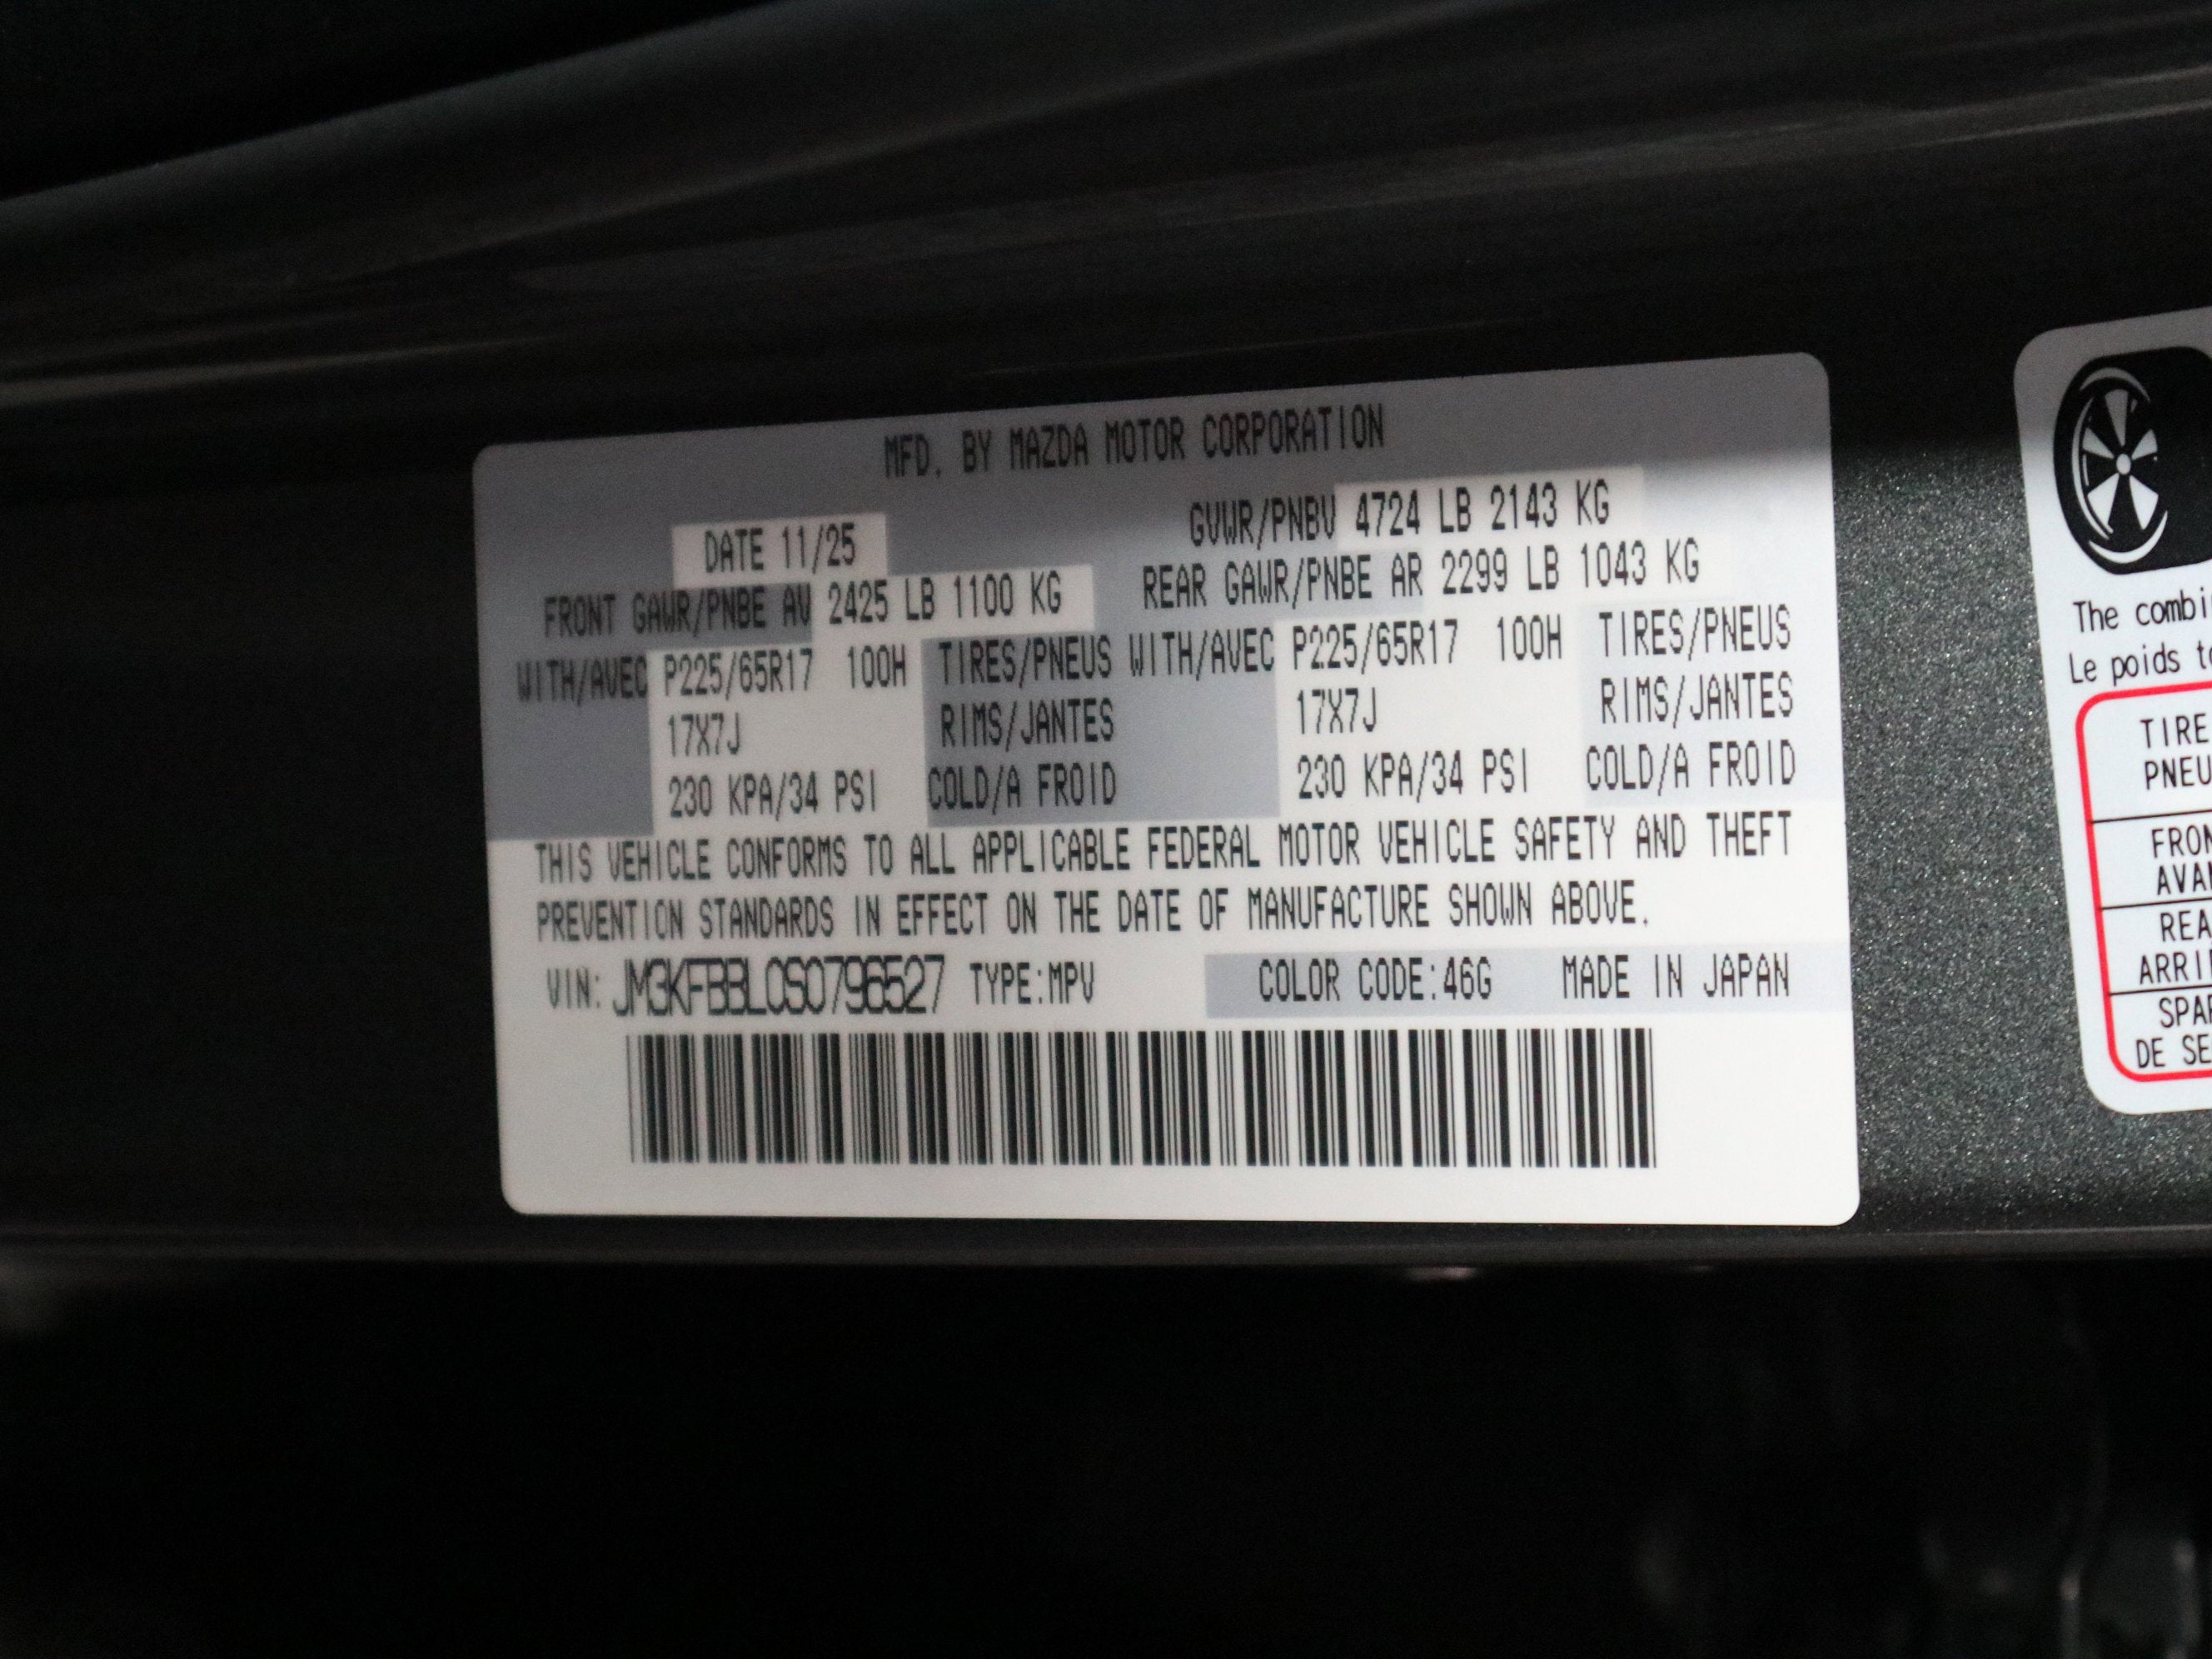 MFD. BY MAZDA MOTOR CORPORATION
DATE 11/25 GVWR/PNBV 4724 LB 2143 KG
FRONT GAWR/PNBE AV 2425 LB 1100 KG REAR GAWR/PNBE AR 2299 LB 1043 KG
WITH/AVEC P225/65R17 100H TIRES/PNEUS WITH/AVEC P225/65R17 100H TIRES/PNEUS
17X7J RIMS/JANTES 17X7J RIMS/JANTES
230 KPA/34 PSI COLD/A FROID 230 KPA/34 PSI COLD/A FROID
THIS VEHICLE CONFORMS TO ALL APPLICABLE FEDERAL MOTOR VEHICLE SAFETY AND THEFT
PREVENTION STANDARDS IN EFFECT ON THE DATE OF MANUFACTURE SHOWN ABOVE.
VIN: JM3KFBBL0S0796527 TYPE:MPV COLOR CODE:46G MADE IN JAPAN
The combi
Le poids to
TIRE
PNEU
FRON
AVAN
REA
ARRI
SPAR
DE SE